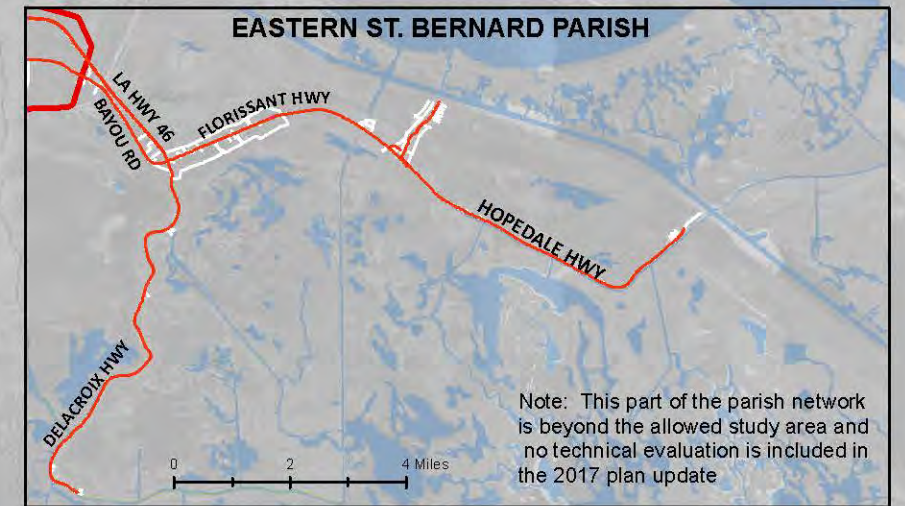 EASTERN ST. BERNARD PARISH
LA HWY 46
BAYOU RD
FLORISSANT HWY
HOPEDALE HWY
DELACROIX HWY
Note: This part of the parish network
is beyond the allowed study area and
no technical evaluation is included in
the 2017 plan update
0 2 4 Miles